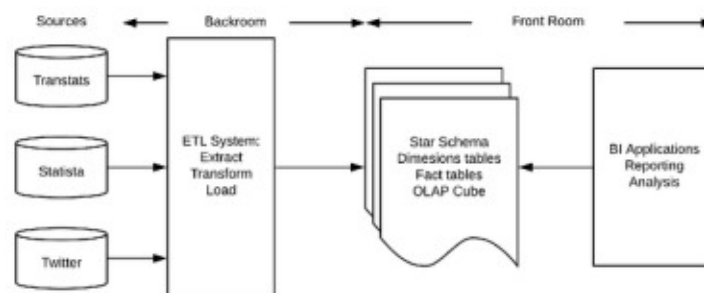 Sources
Backroom
Front Room
Transtats
Statista
Twitter
ETL System:
Extract
Transform
Load
Star Schema
Dimesions tables
Fact tables
OLAP Cube
BI Applications
Reporting
Analysis